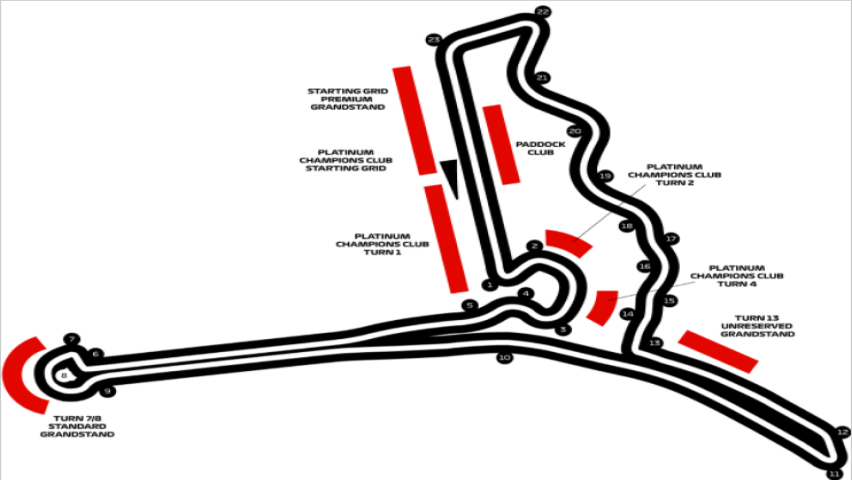 22
23
21
STARTING GRID
PREMIUM
GRANDSTAND
20
PADDOCK
CLUB
PLATINUM
CHAMPIONS CLUB
STARTING GRID
19
PLATINUM
CHAMPIONS CLUB
TURN 2
18
17
PLATINUM
CHAMPIONS CLUB
TURN 1
2
16
PLATINUM
CHAMPIONS CLUB
TURN 4
1
4
15
5
14
3
TURN 13
UNRESERVED
GRANDSTAND
13
7
6
10
8
9
TURN 7/8
STANDARD
GRANDSTAND
12
11